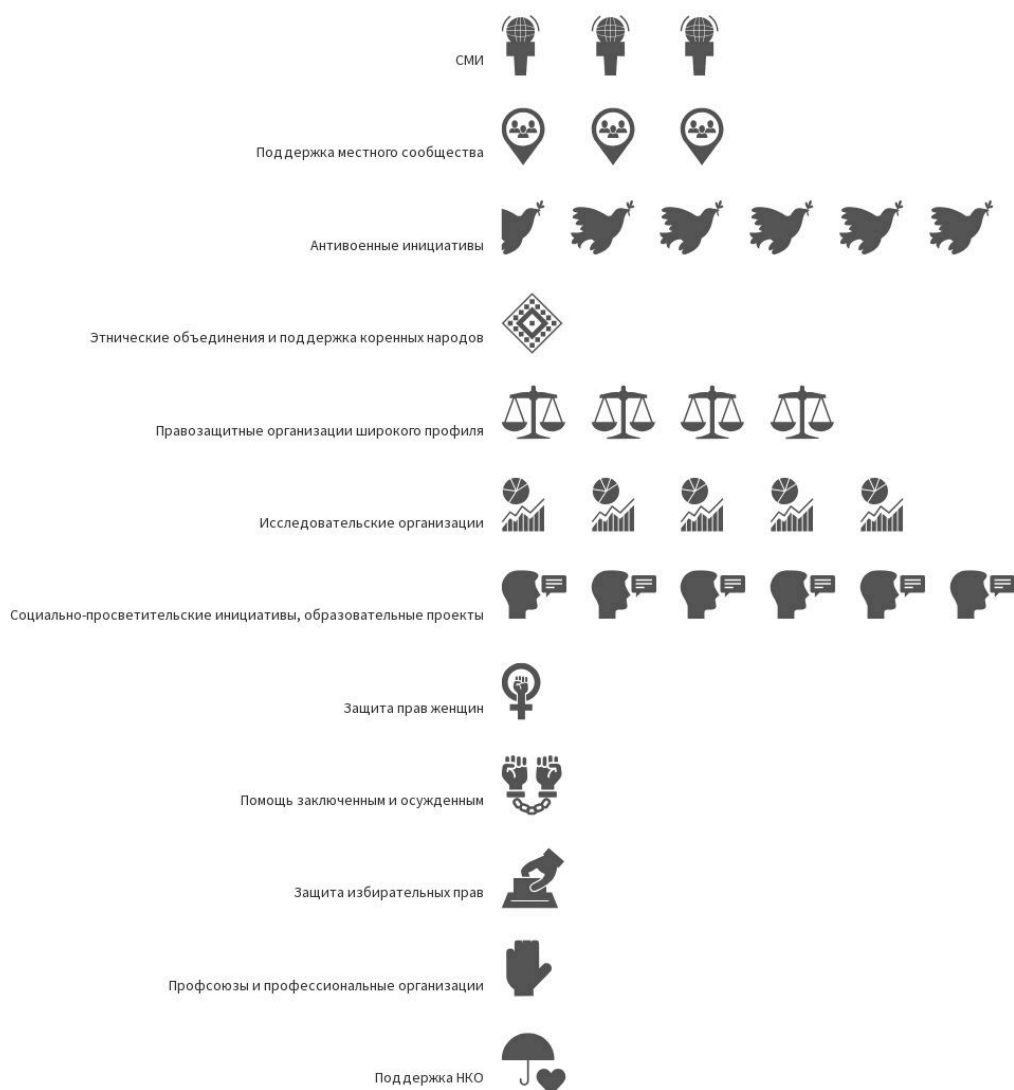 СМИ
Поддержка местного сообщества
Антивоенные инициативы
Этнические объединения и поддержка коренных народов
Правозащитные организации широкого профиля
Исследовательские организации
Социально-просветительские инициативы, образовательные проекты
Защита прав женщин
Помощь заключенным и осужденным
Защита избирательных прав
Профсоюзы и профессиональные организации
Поддержка НКО